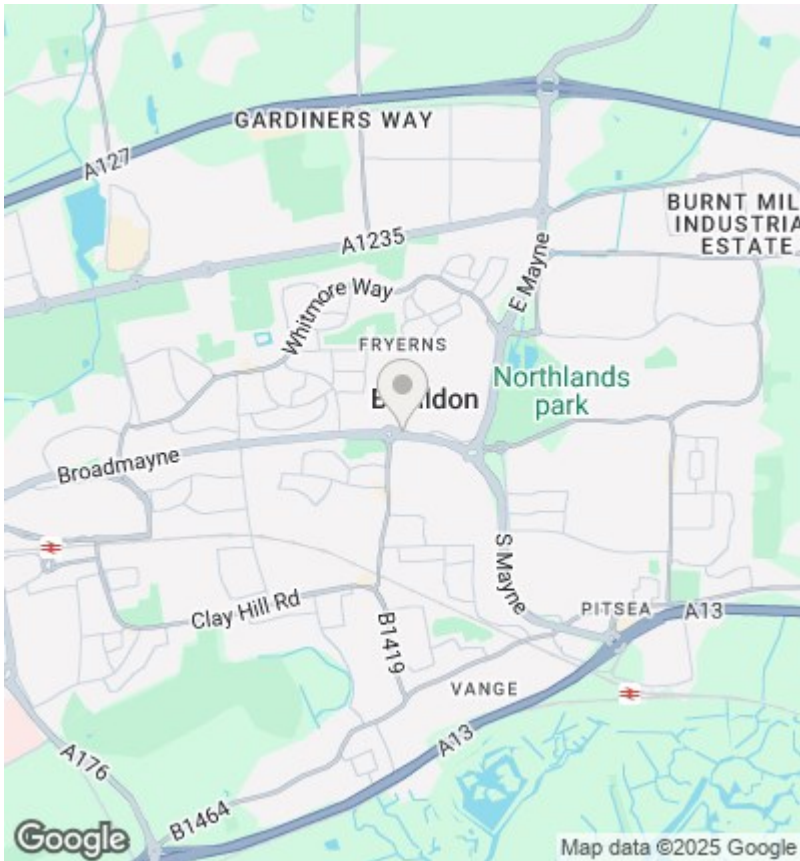 GARDINERS WAY
A127
BURNT MIL
INDUSTRIA
ESTATE
A1235
E Mayne
Whitmore Way
FRYERNS
Northlands
park
Broadmayne
S Mayne
Clay Hill Rd
PITSEA
A13
B1419
VANGE
A13
A176
B1464
Google
Map data ©2025 Google